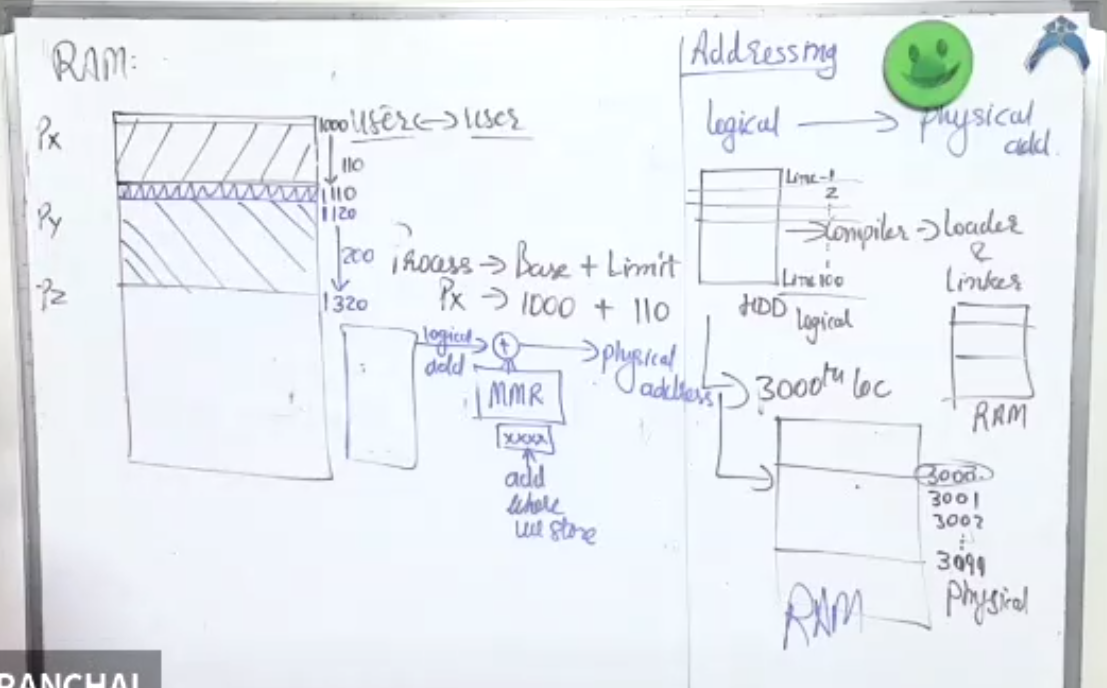 RAM:
Px
Py
Pz
1000
110
1110
1120
200
1320
user <-> user
Process -> Base + Limit
Px -> 1000 + 110
logical add
+
physical address
MMR
xxxx
add where we store
Addressing
logical -> physical add.
Line-1
2
Line 100
-> Compiler -> Loader & Linker
HDD
logical
RAM
3000th loc
3000
3001
3002
3099
Physical
RAM
RANCHAL